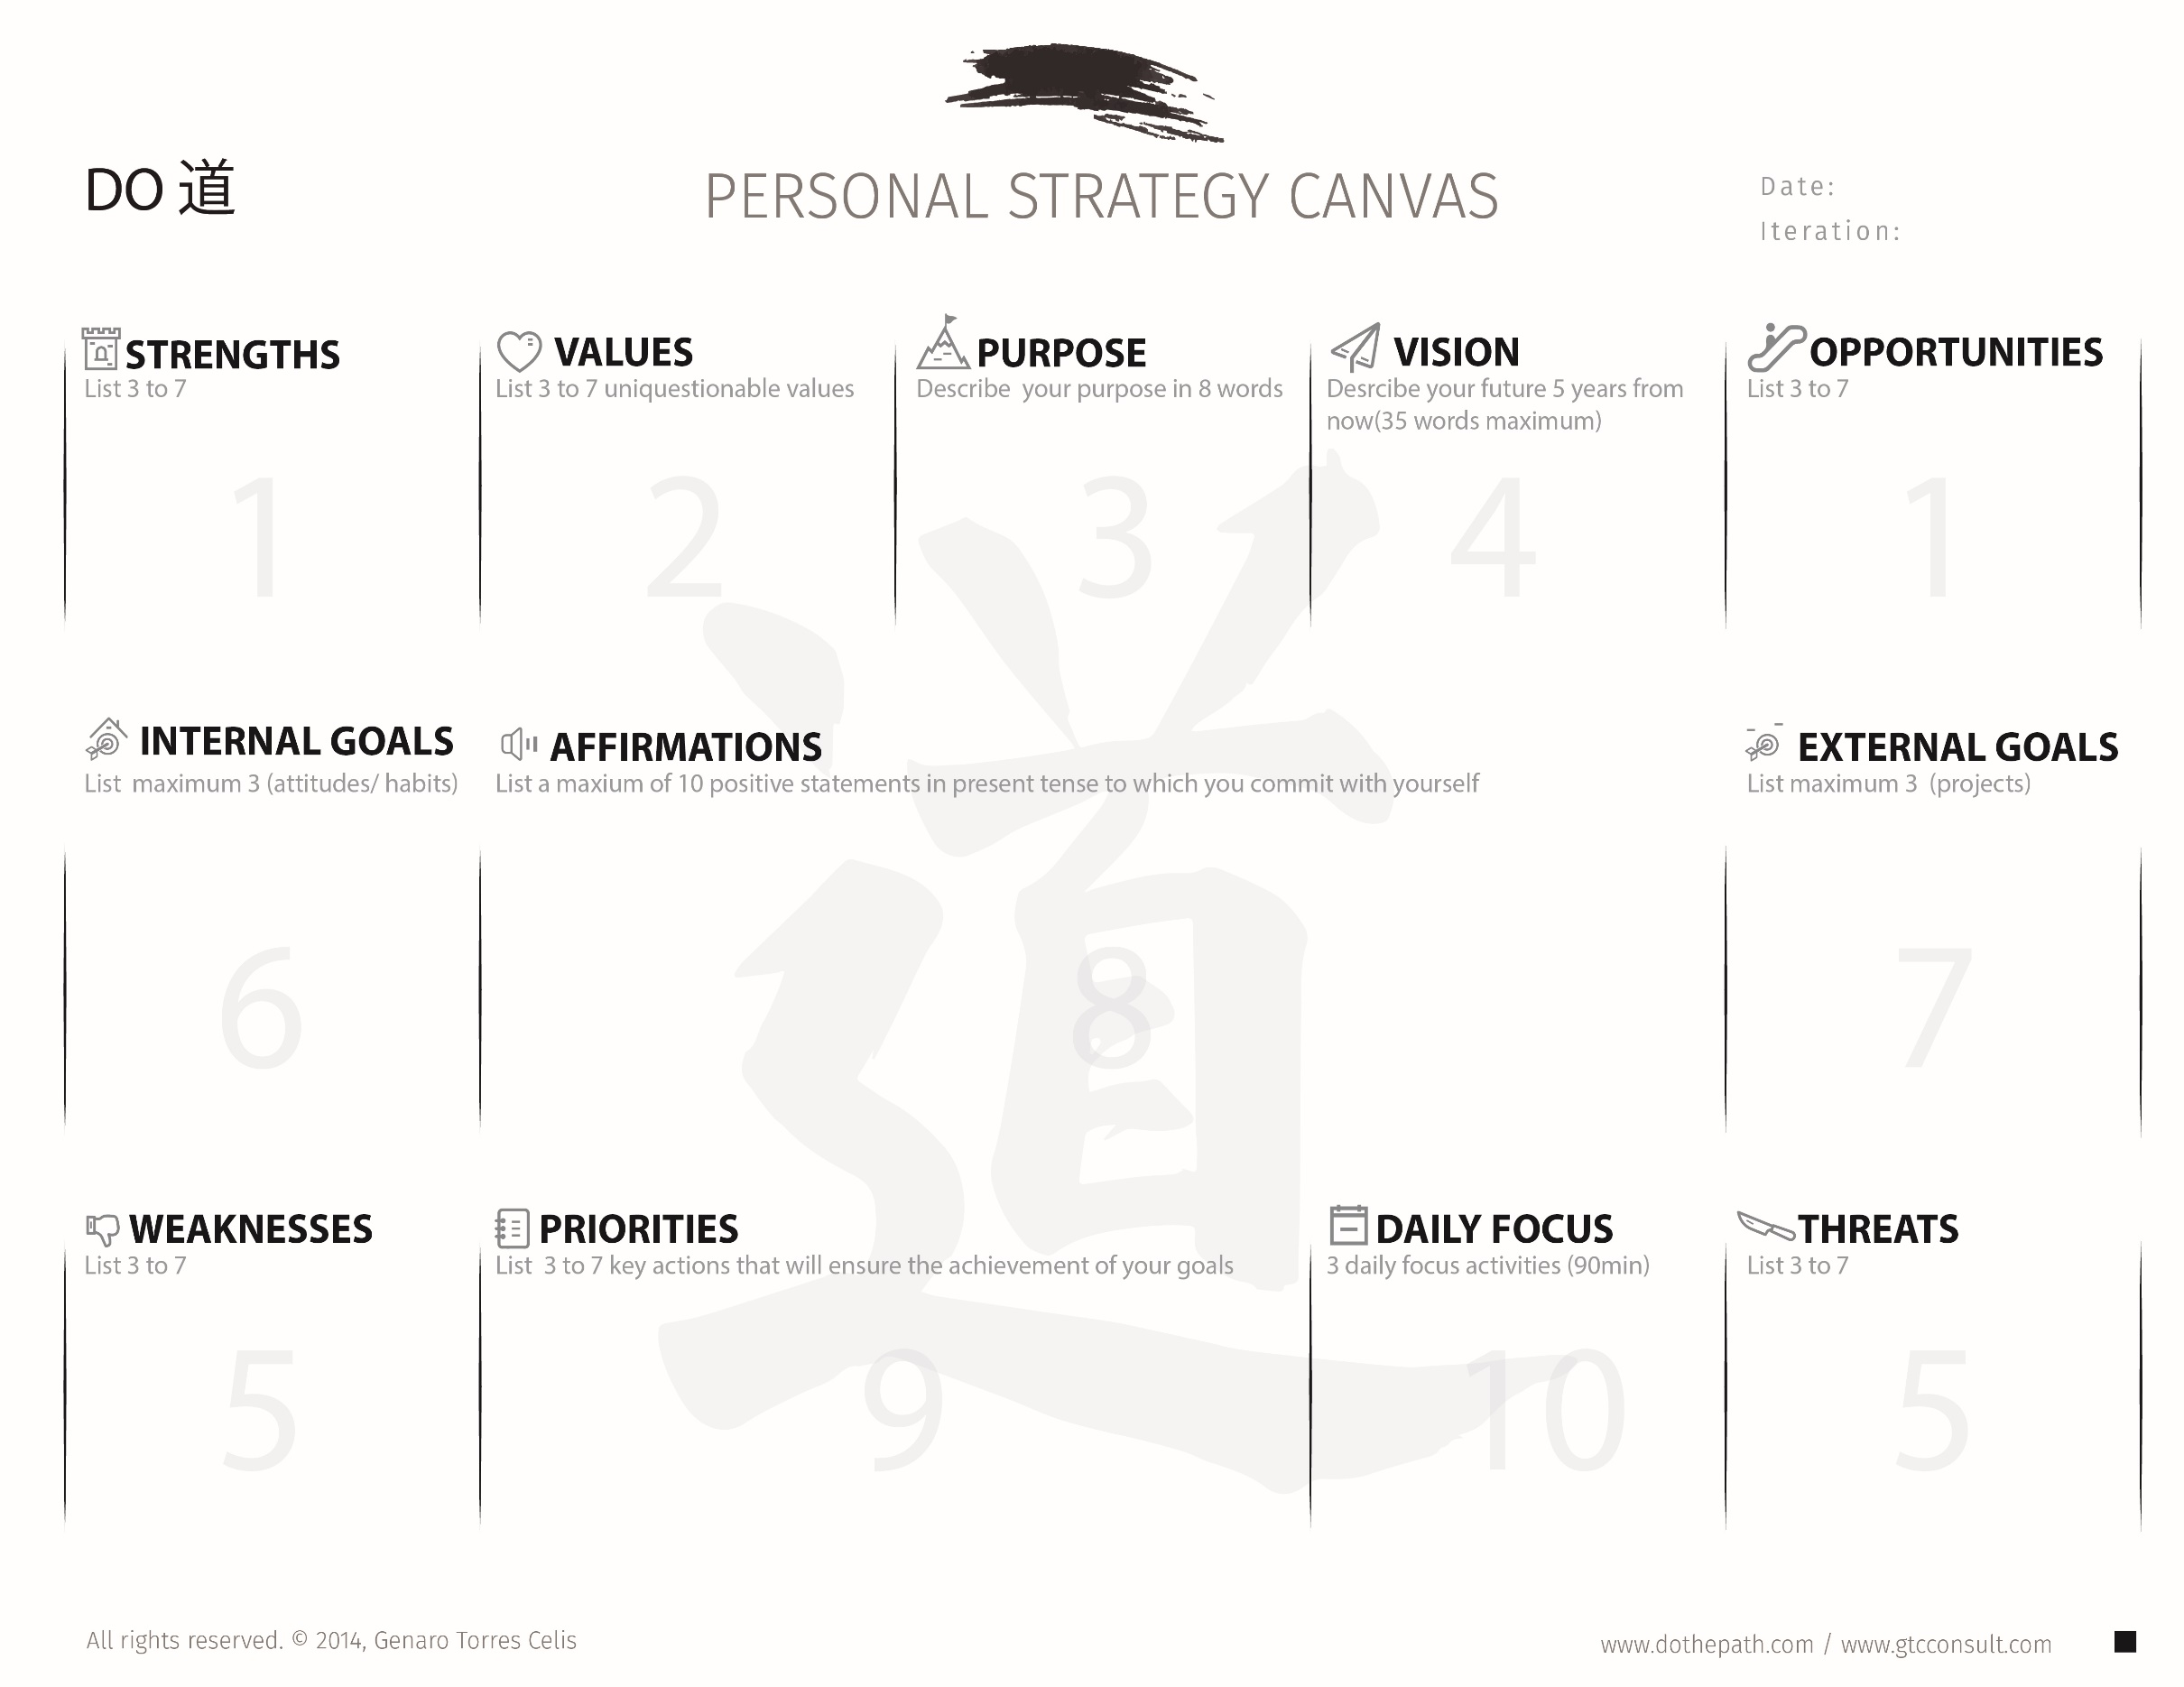 DO 道
PERSONAL STRATEGY CANVAS
Date:
Iteration:
STRENGTHS
List 3 to 7
1
VALUES
List 3 to 7 uniquestionable values
2
PURPOSE
Describe your purpose in 8 words
3
VISION
Desrcibe your future 5 years from
now(35 words maximum)
4
OPPORTUNITIES
List 3 to 7
1
INTERNAL GOALS
List maximum 3 (attitudes/ habits)
6
AFFIRMATIONS
List a maxium of 10 positive statements in present tense to which you commit with yourself
8
EXTERNAL GOALS
List maximum 3 (projects)
7
WEAKNESSES
List 3 to 7
5
PRIORITIES
List 3 to 7 key actions that will ensure the achievement of your goals
9
DAILY FOCUS
3 daily focus activities (90min)
10
THREATS
List 3 to 7
5
道
All rights reserved. © 2014, Genaro Torres Celis
www.dothepath.com / www.gtcconsult.com